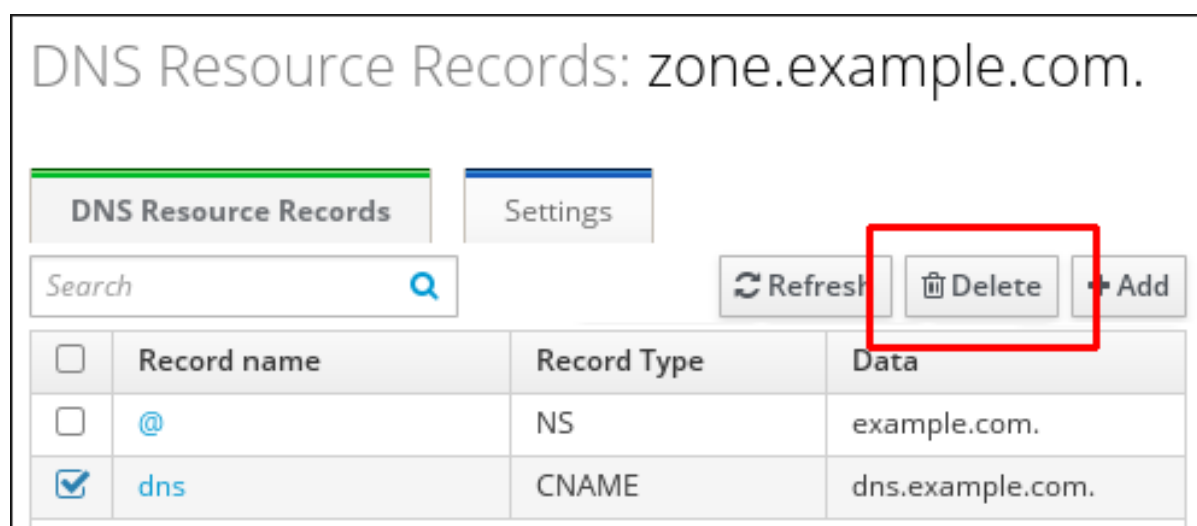 DNS Resource Records: zone.example.com.
DNS Resource Records Settings
Search Refresh Delete + Add
Record name Record Type Data
@ NS example.com.
dns CNAME dns.example.com.